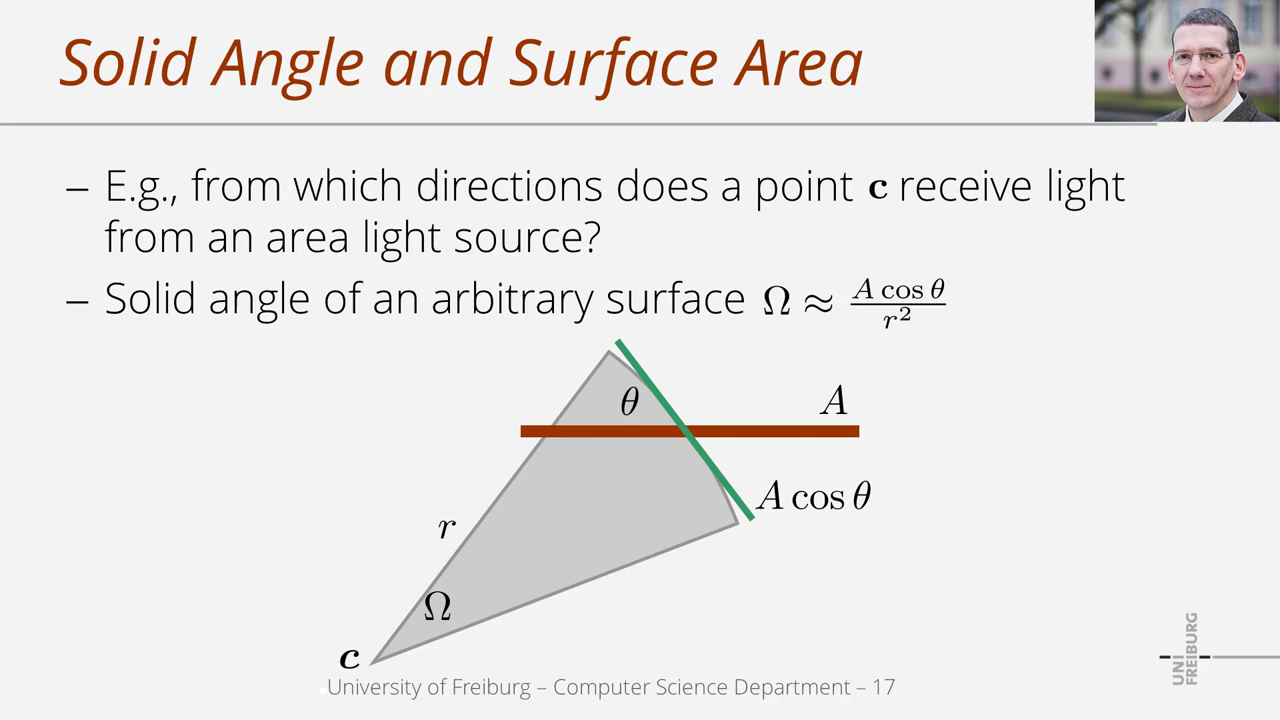 Solid Angle and Surface Area
– E.g., from which directions does a point c receive light
from an area light source?
– Solid angle of an arbitrary surface Ω ≈ A cos θ / r²
θ
A
A cos θ
r
Ω
c
University of Freiburg – Computer Science Department – 17
UNI
FREIBURG